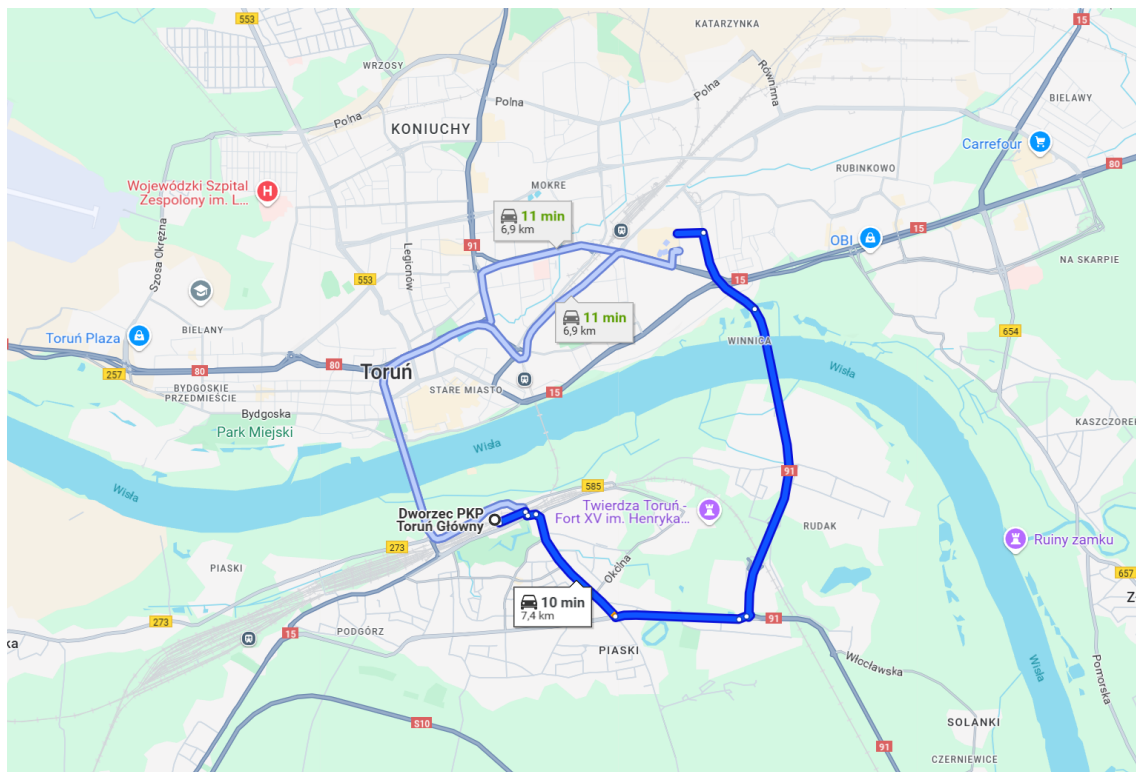 553
15
KATARZYNKA
WRZOSY
Polna
Polna
Polna
Równinna
BIELAWY
KONIUCHY
Carrefour
80
Wojewódzki Szpital
Zespolony im. L...
H
MOKRE
RUBINKOWO
11 min
6,9 km
Szosa Okrężna
Legionów
91
15
OBI
NA SKARPIE
553
15
BIELANY
11 min
6,9 km
654
Toruń Plaza
WINNICA
257
80
80
Toruń
Wisła
BYDGOSKIE
PRZEDMIEŚCIE
STARE MIASTO
15
Bydgoska
Park Miejski
KASZCZOREK
Wisła
Wisła
Wisła
91
585
Dworzec PKP
Toruń Główny
Twierdza Toruń -
Fort XV im. Henryka...
RUDAK
Ruiny zamku
273
PIASKI
Okólna
657
10 min
7,4 km
273
15
PODGÓRZ
91
PIASKI
ka
Włocławska
Wisła
Pomorska
S10
SOLANKI
91
CZERNIEWICE